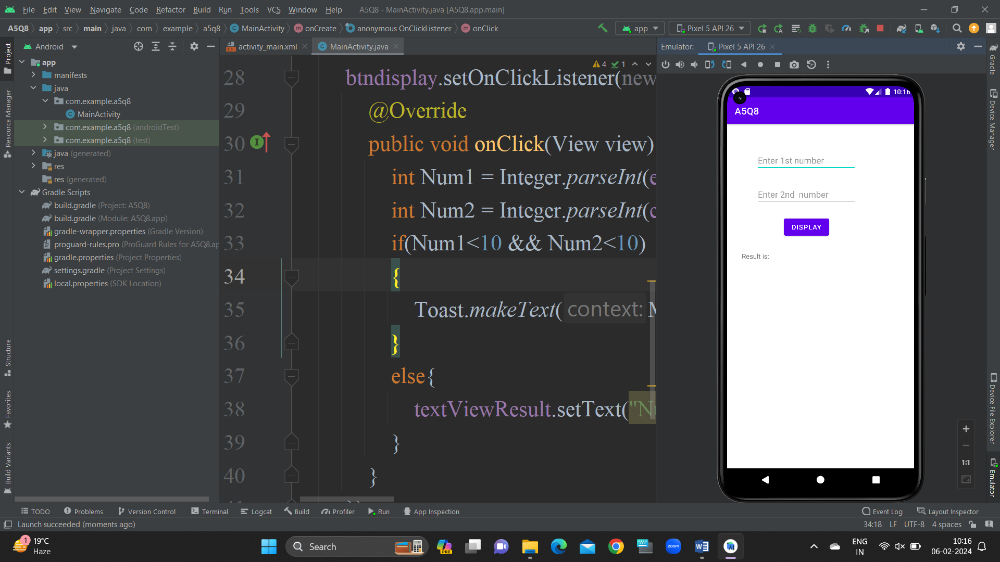 File Edit View Navigate Code Refactor Build Run Tools VCS Window Help A5Q8 - MainActivity.java [A5Q8.app.main]
A5Q8 app src main java com example a5q8 MainActivity onCreate anonymous OnClickListener onClick app Pixel 5 API 26
Android activity_main.xml MainActivity.java Emulator: Pixel 5 API 26
Project
Resource Manager
Structure
Favorites
Build Variants
app
manifests
java
com.example.a5q8
MainActivity
com.example.a5q8 (androidTest)
com.example.a5q8 (test)
java (generated)
res
res (generated)
Gradle Scripts
build.gradle (Project: A5Q8)
build.gradle (Module: A5Q8.app)
gradle-wrapper.properties (Gradle Version)
proguard-rules.pro (ProGuard Rules for A5Q8.ap
gradle.properties (Project Properties)
settings.gradle (Project Settings)
local.properties (SDK Location)
4 1
28 btndisplay.setOnClickListener(new
29 @Override
30 public void onClick(View view)
31 int Num1 = Integer.parseInt(e
32 int Num2 = Integer.parseInt(e
33 if(Num1<10 && Num2<10)
34 {
35 Toast.makeText( context: M
36 }
37 else{
38 textViewResult.setText("Nu
39 }
40 }
10:16
A5Q8
Enter 1st number
Enter 2nd number
DISPLAY
Result is:
1:1
Gradle
Device Manager
Device File Explorer
Emulator
TODO Problems Version Control Terminal Logcat Build Profiler Run App Inspection Event Log Layout Inspector
Launch succeeded (moments ago) 34:18 LF UTF-8 4 spaces
1 19°C
Haze
Search
PRE
zoom
ENG
IN
10:16
06-02-2024